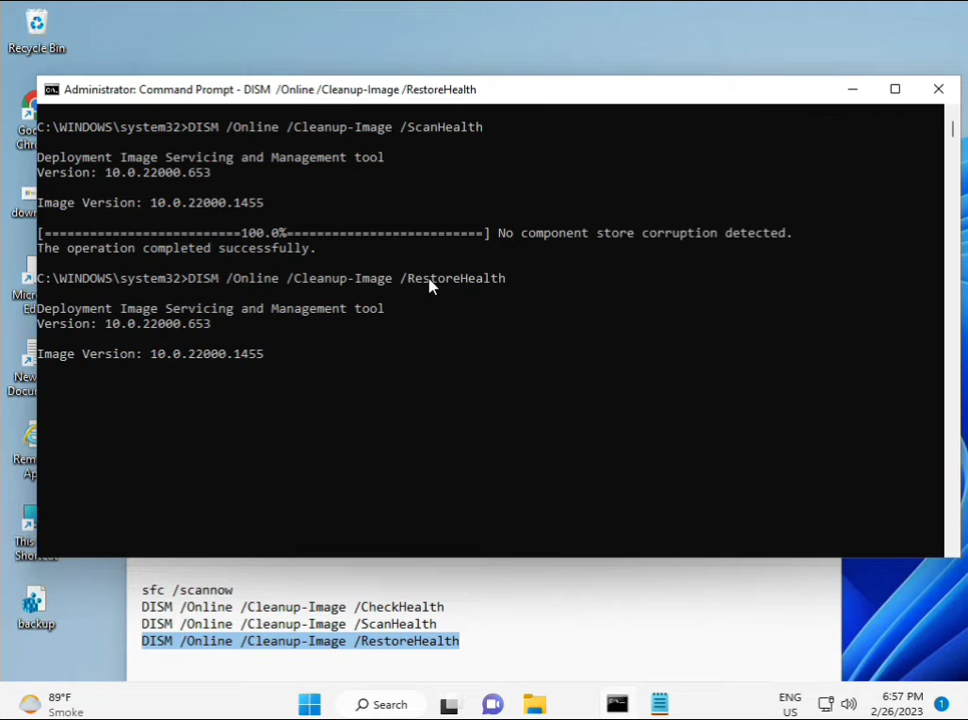 Recycle Bin
Administrator: Command Prompt - DISM /Online /Cleanup-Image /RestoreHealth
C:\WINDOWS\system32>DISM /Online /Cleanup-Image /ScanHealth
Deployment Image Servicing and Management tool
Version: 10.0.22000.653
Image Version: 10.0.22000.1455
[==========================100.0%==========================] No component store corruption detected.
The operation completed successfully.
C:\WINDOWS\system32>DISM /Online /Cleanup-Image /RestoreHealth
Deployment Image Servicing and Management tool
Version: 10.0.22000.653
Image Version: 10.0.22000.1455
backup
sfc /scannow
DISM /Online /Cleanup-Image /CheckHealth
DISM /Online /Cleanup-Image /ScanHealth
DISM /Online /Cleanup-Image /RestoreHealth
89°F
Smoke
Search
ENG
US
6:57 PM
2/26/2023
1